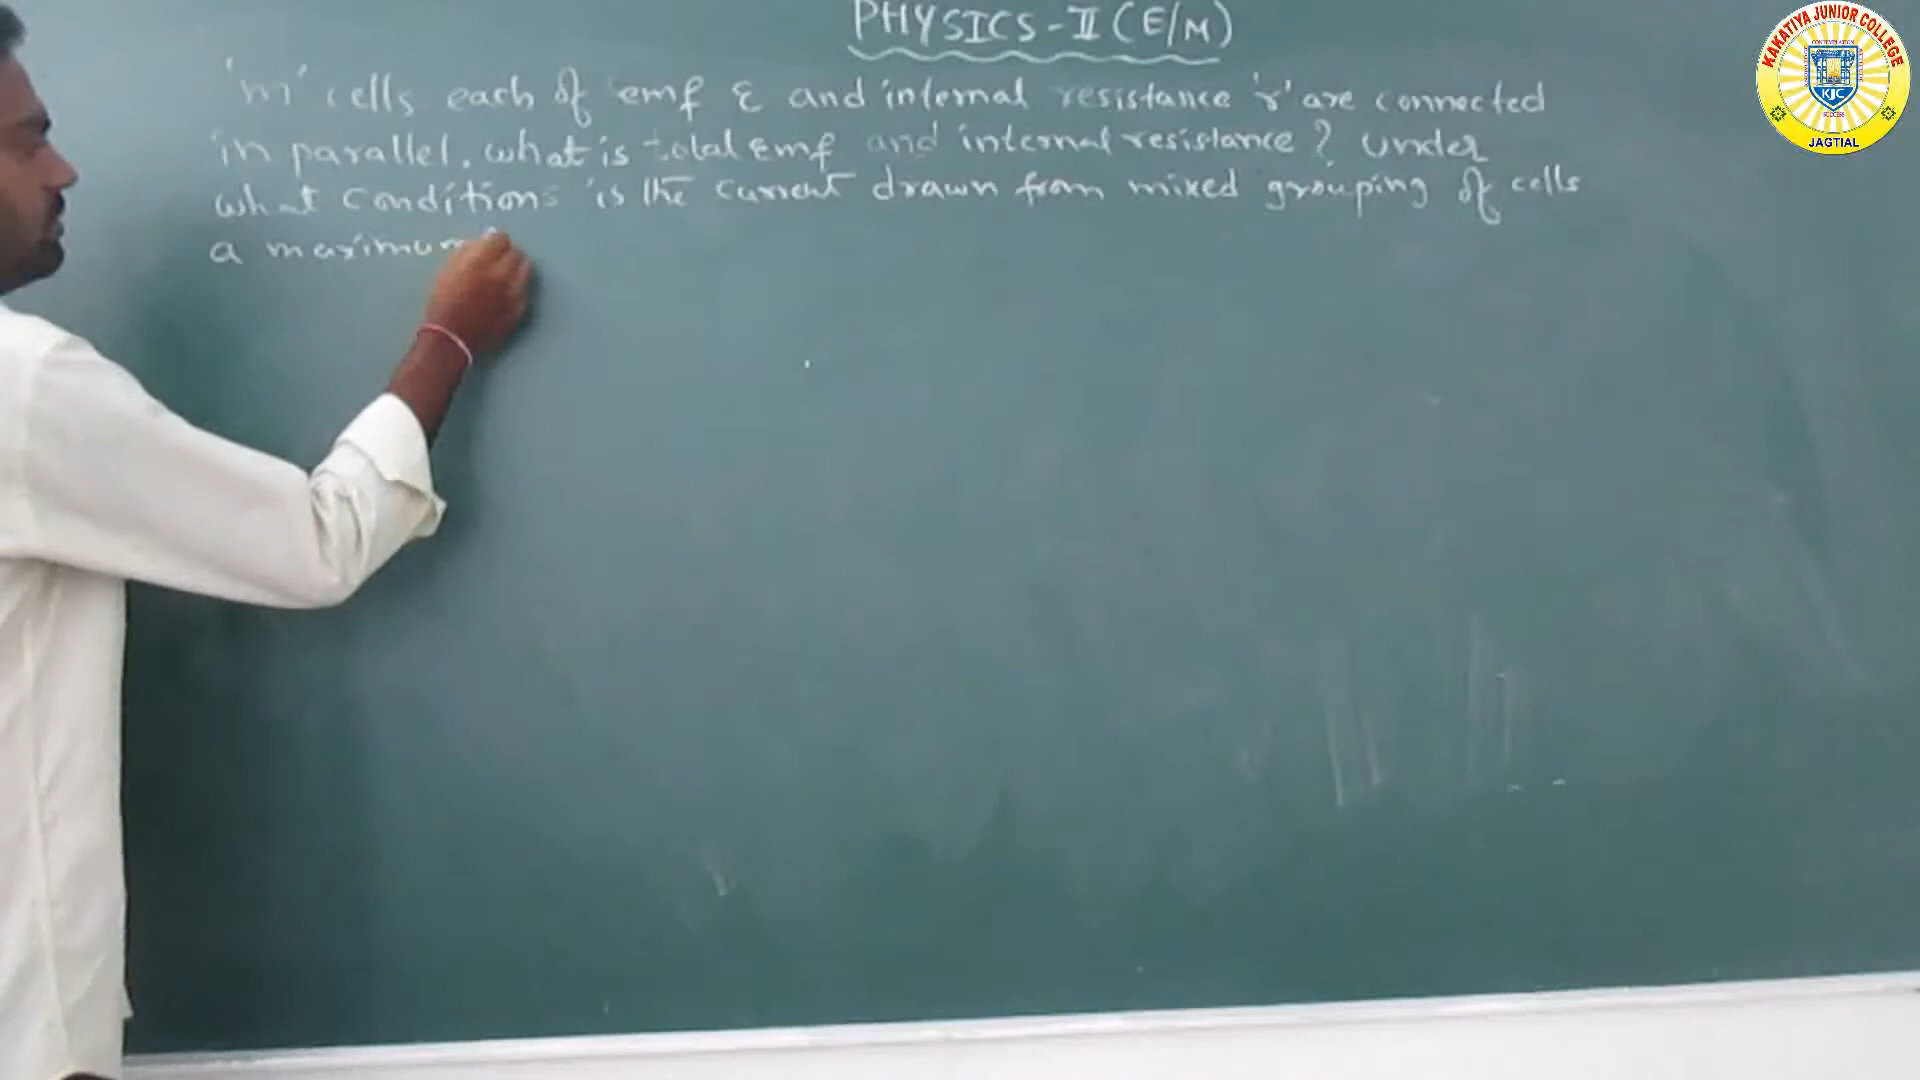 PHYSICS-II (E/M)
'm' cells each of emf ε and internal resistance 'r' are connected
in parallel. what is total emf and internal resistance? under
what conditions is the current drawn from mixed grouping of cells
a maximum
KAKATIYA JUNIOR COLLEGE
CONTEMPLATION
KJC
SUCCESS
JAGTIAL